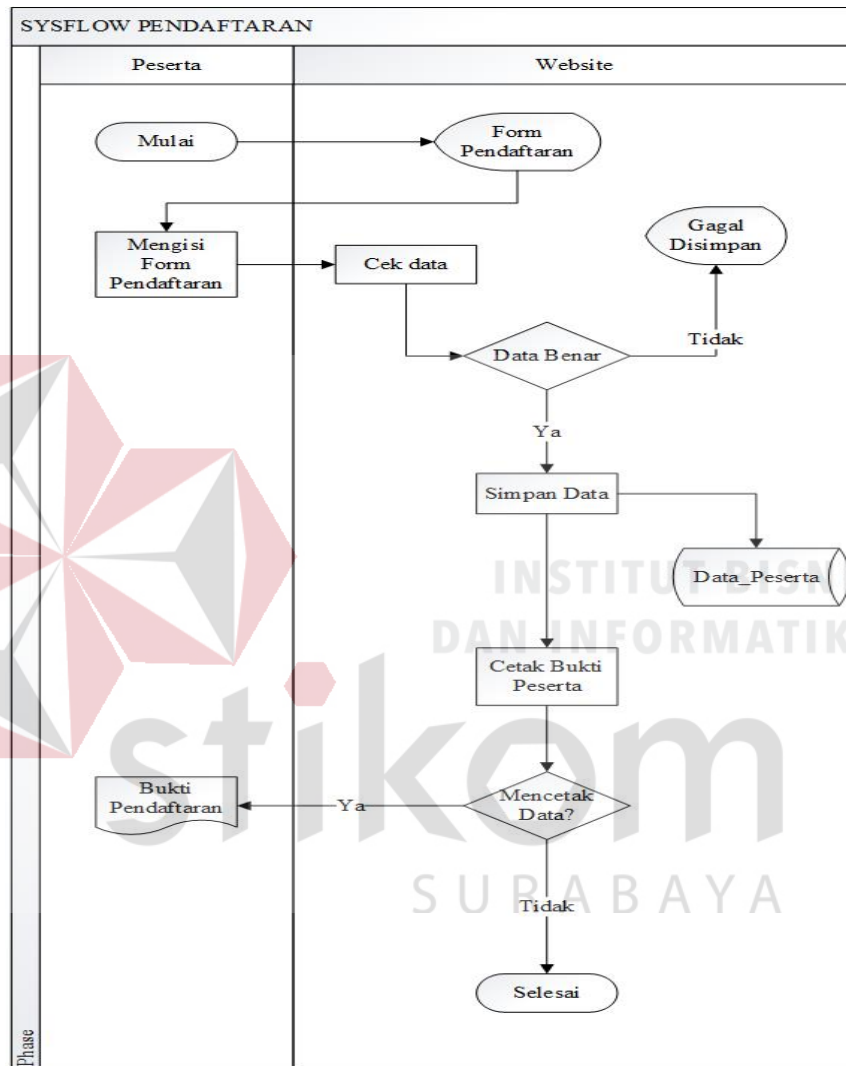 SYSFLOW PENDAFTARAN
Peserta
Website
Mulai
Form
Pendaftaran
Mengisi
Form
Pendaftaran
Cek data
Gagal
Disimpan
Data Benar
Tidak
Ya
Simpan Data
Data_Peserta
INSTITUT BISN
DAN INFORMATIK
Cetak Bukti
Peserta
stikom
Bukti
Pendaftaran
Ya
Mencetak
Data?
SURABAYA
Tidak
Selesai
Phase